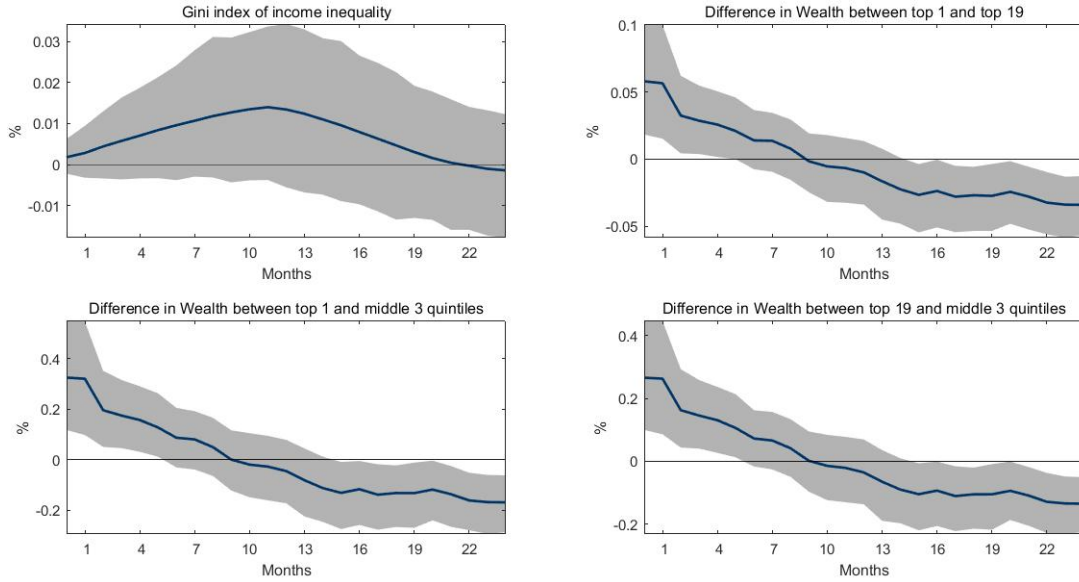 Gini index of income inequality
0.03
0.02
0.01
0
-0.01
%
1 4 7 10 13 16 19 22
Months
Difference in Wealth between top 1 and top 19
0.1
0.05
0
-0.05
%
1 4 7 10 13 16 19 22
Months
Difference in Wealth between top 1 and middle 3 quintiles
0.4
0.2
0
-0.2
%
1 4 7 10 13 16 19 22
Months
Difference in Wealth between top 19 and middle 3 quintiles
0.4
0.2
0
-0.2
%
1 4 7 10 13 16 19 22
Months